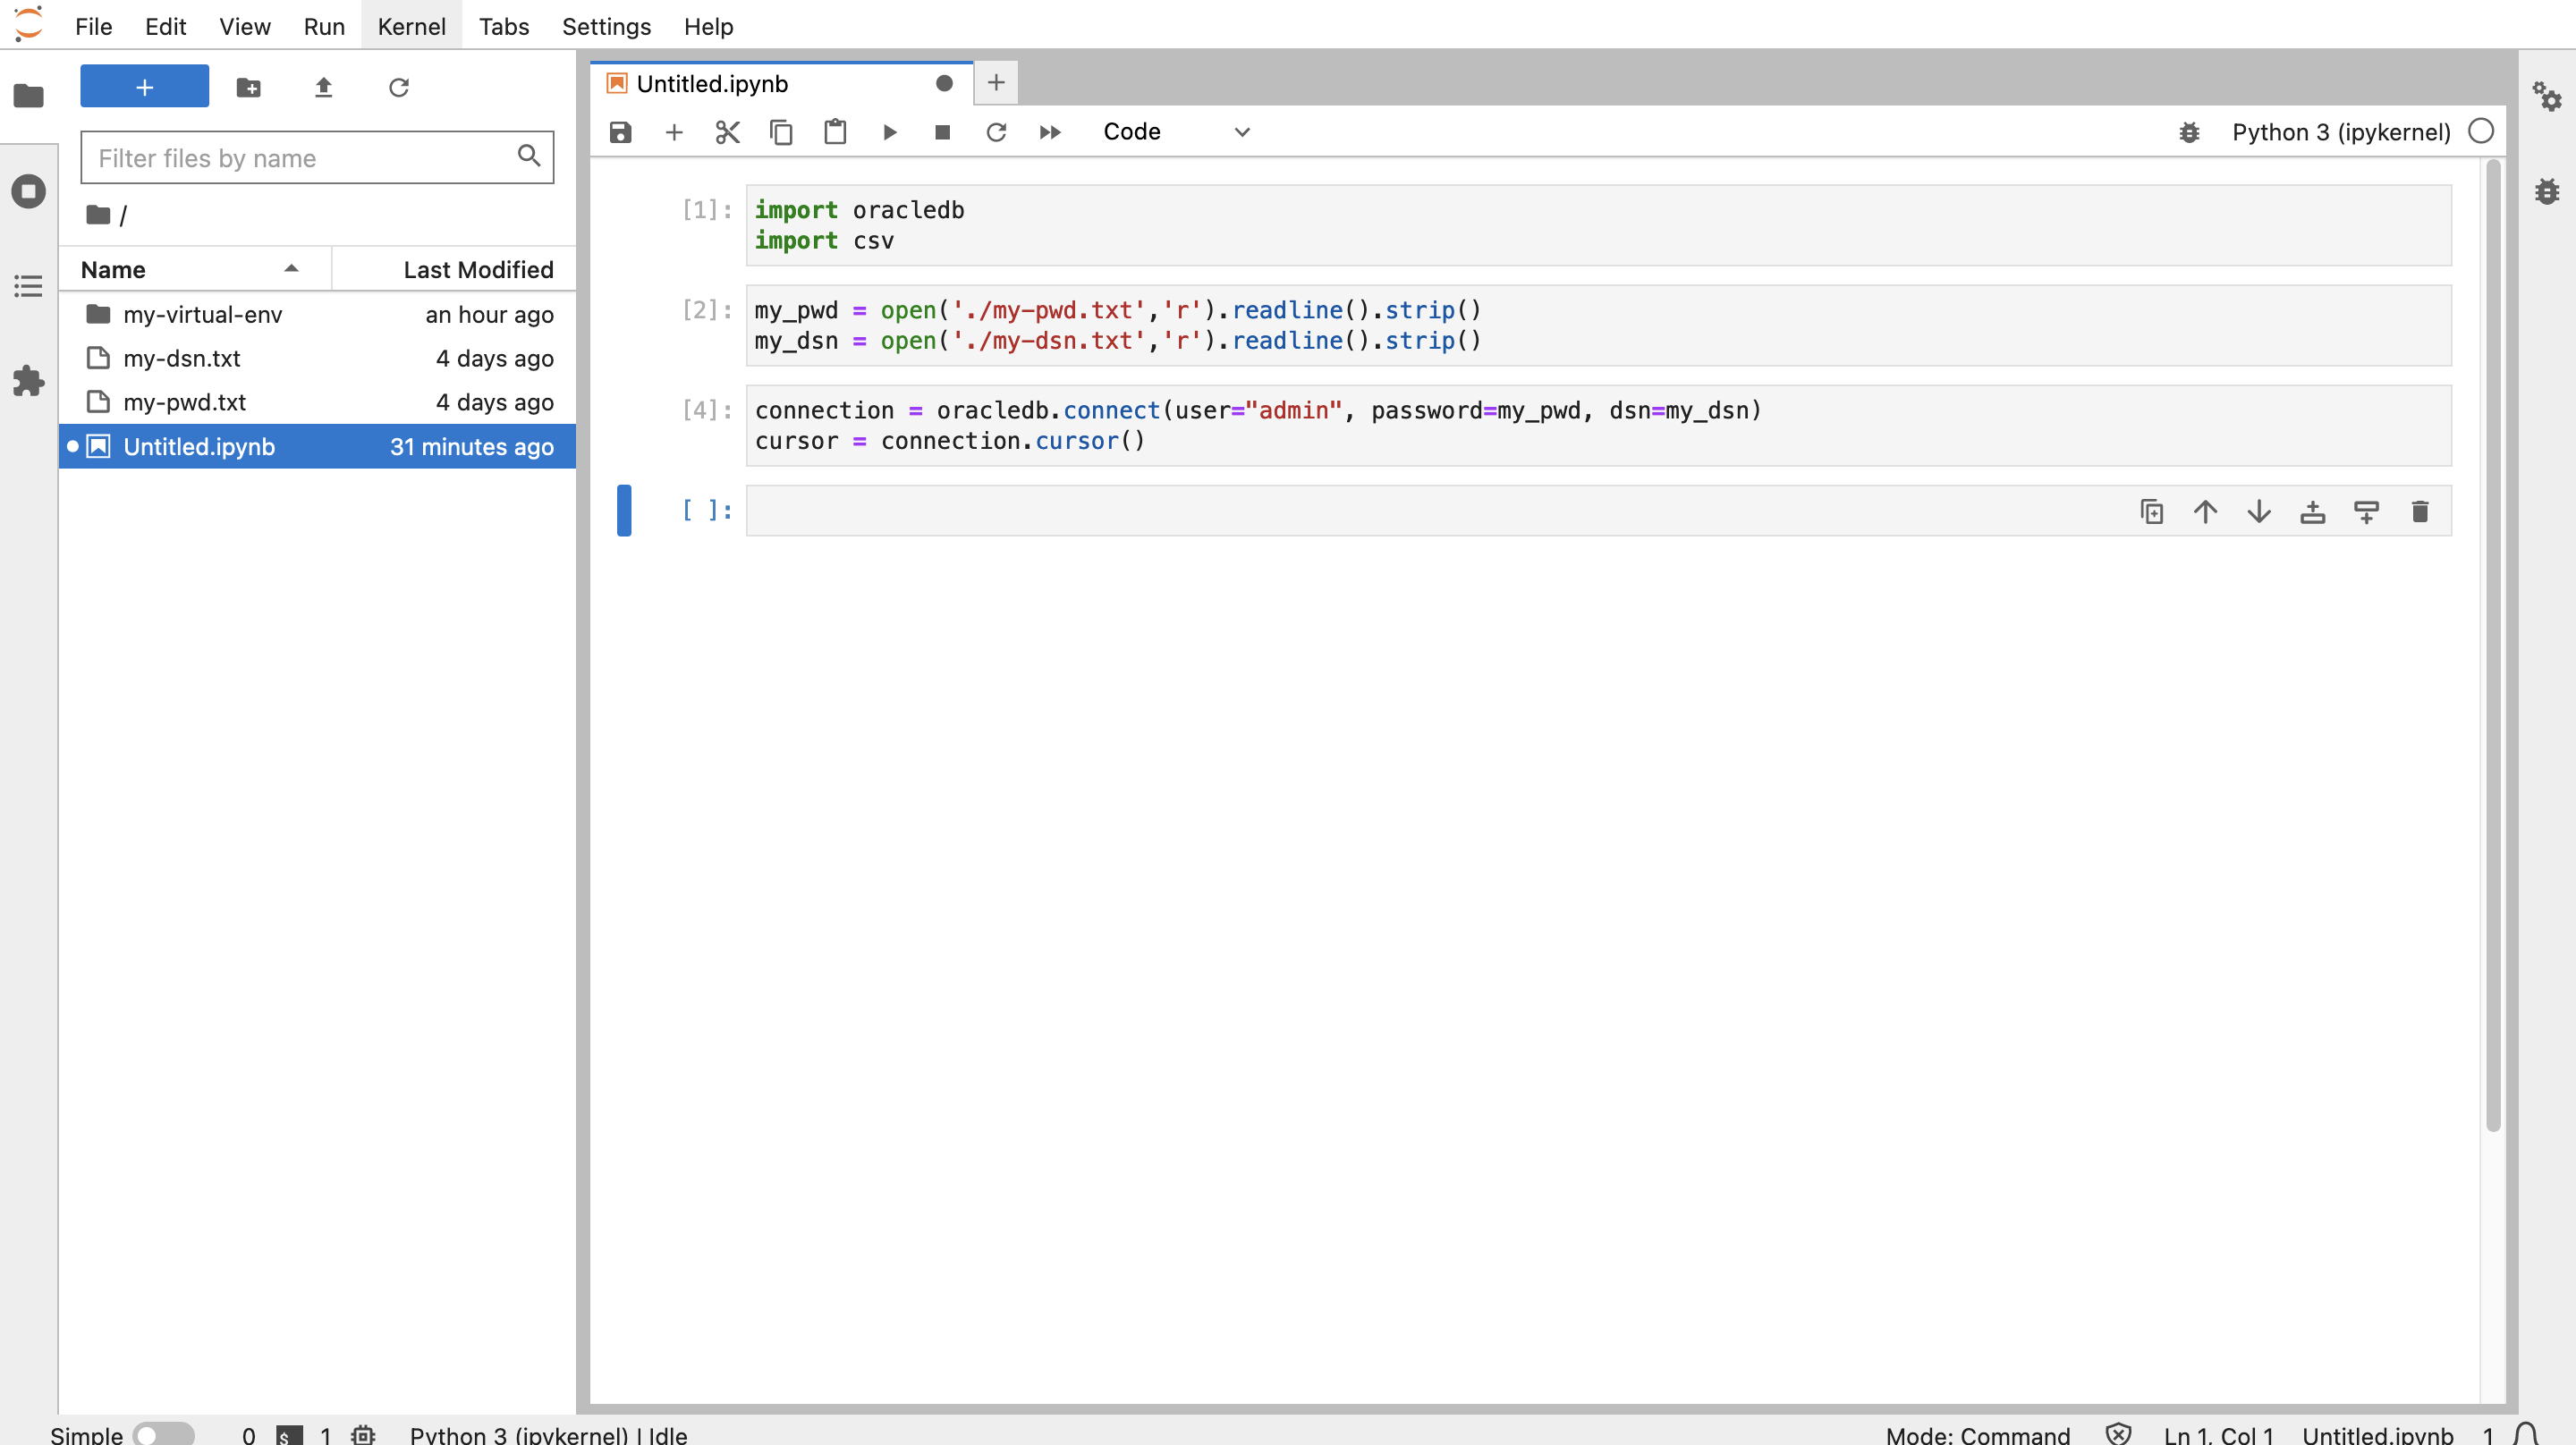 File Edit View Run Kernel Tabs Settings Help
Filter files by name
/
Name Last Modified
my-virtual-env an hour ago
my-dsn.txt 4 days ago
my-pwd.txt 4 days ago
Untitled.ipynb 31 minutes ago
Untitled.ipynb
Code Python 3 (ipykernel)
[1]: import oracledb
import csv
[2]: my_pwd = open('./my-pwd.txt','r').readline().strip()
my_dsn = open('./my-dsn.txt','r').readline().strip()
[4]: connection = oracledb.connect(user="admin", password=my_pwd, dsn=my_dsn)
cursor = connection.cursor()
[ ]:
Simple 0 $ 1 Python 3 (ipykernel) | Idle Mode: Command Ln 1, Col 1 Untitled.ipynb 1